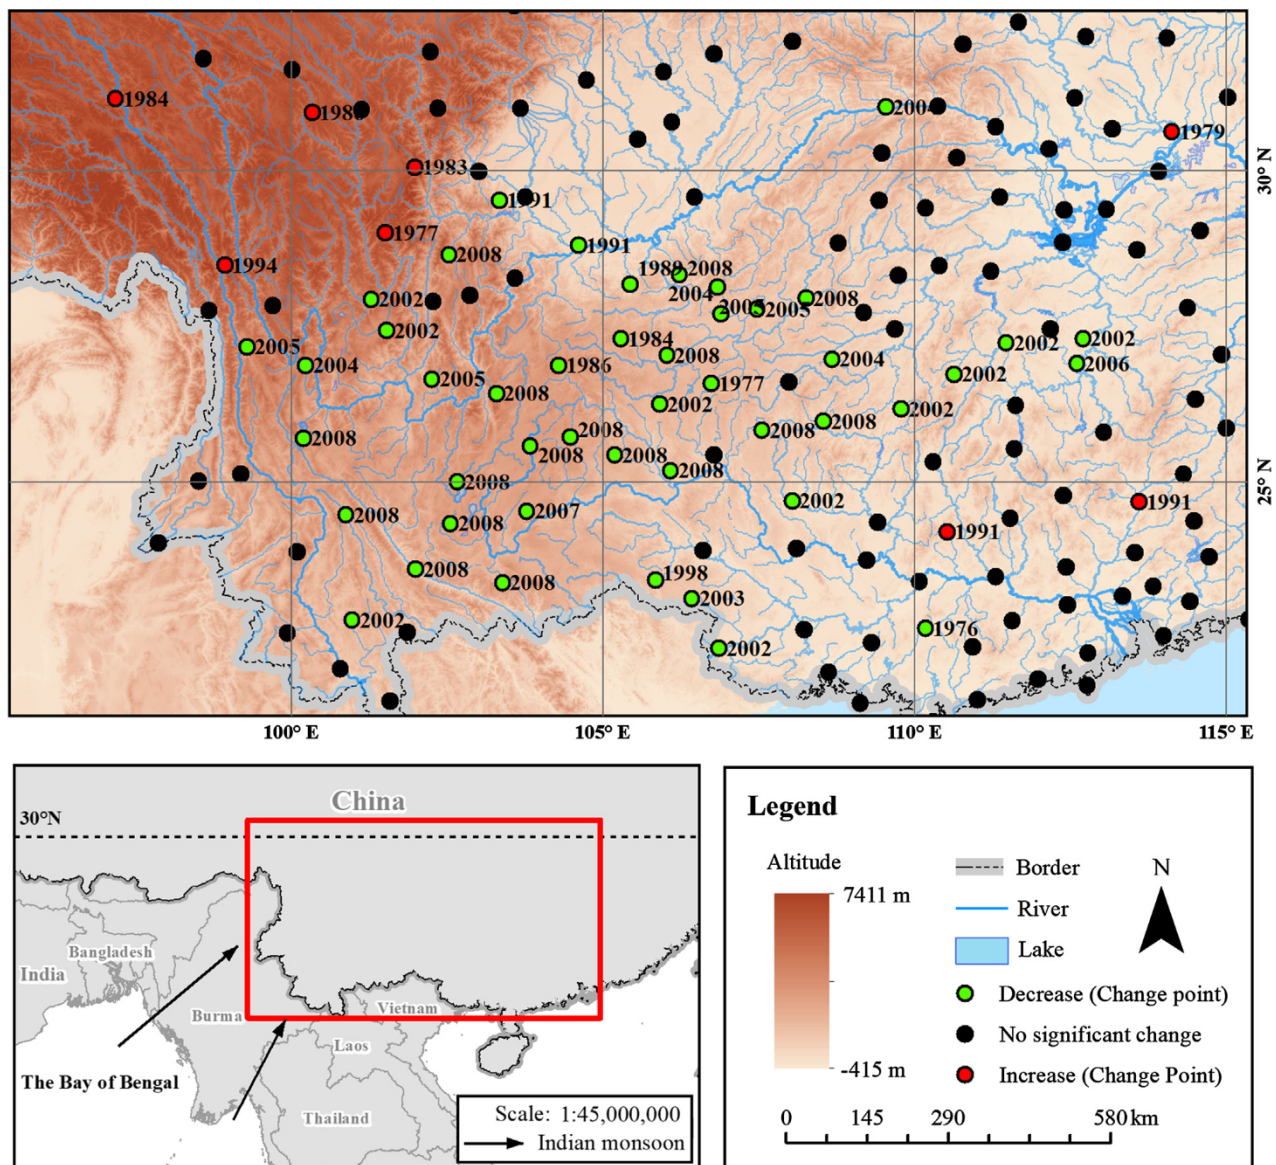 1984
1983
2004
1979
30° N
1991
1977
2008
1991
1994
1989
2008
2002
2004
2008
2005
2002
1984
2002
2002
2005
2004
2008
2004
2006
1986
2005
1977
2002
2008
2002
2002
2008
2008
2008
2008
2008
2008
2008
2008
25° N
2002
1991
2008
2007
2008
1991
2008
1998
2008
2003
2002
1976
2002
100° E
105° E
110° E
115° E
China
30°N
Bangladesh
India
Burma
Vietnam
Laos
The Bay of Bengal
Thailand
Scale: 1:45,000,000
Indian monsoon
Legend
Altitude
7411 m
-415 m
Border
River
Lake
N
Decrease (Change point)
No significant change
Increase (Change Point)
0 145 290 580 km